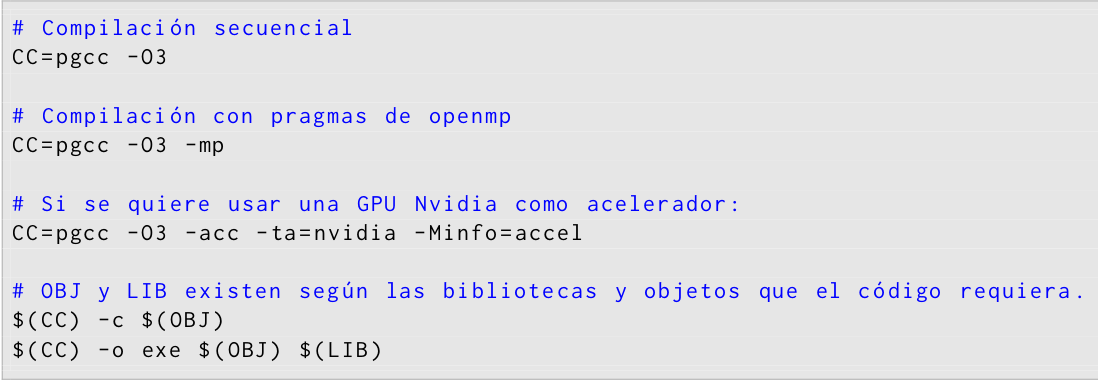 # Compilación secuencial
CC=pgcc -O3
# Compilación con pragmas de openmp
CC=pgcc -O3 -mp
# Si se quiere usar una GPU Nvidia como acelerador:
CC=pgcc -O3 -acc -ta=nvidia -Minfo=accel
# OBJ y LIB existen según las bibliotecas y objetos que el código requiera.
$(CC) -c $(OBJ)
$(CC) -o exe $(OBJ) $(LIB)